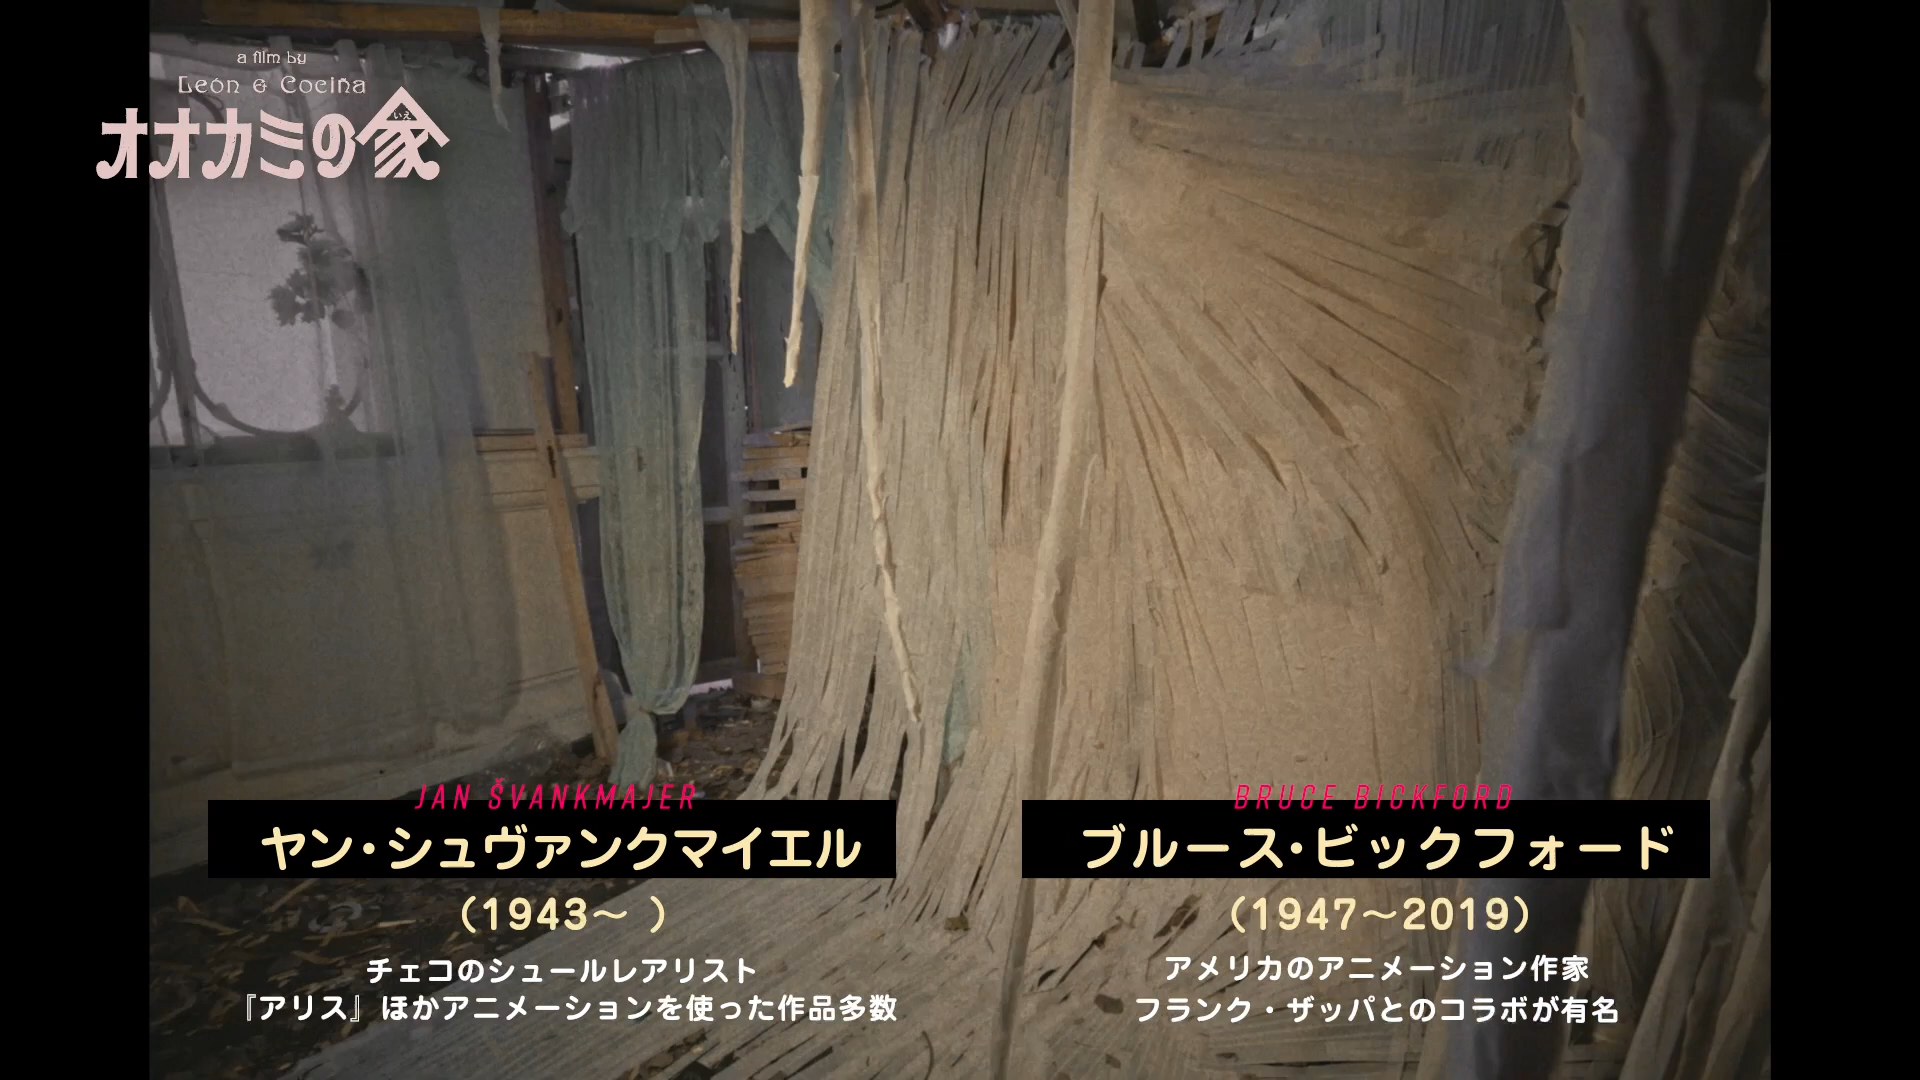 a film by
León & Cociña
オオカミの家
いえ
JAN ŠVANKMAJER
ヤン・シュヴァンクマイエル
（1943〜 ）
チェコのシュールレアリスト
『アリス』ほかアニメーションを使った作品多数
BRUCE BICKFORD
ブルース・ビックフォード
（1947〜2019）
アメリカのアニメーション作家
フランク・ザッパとのコラボが有名